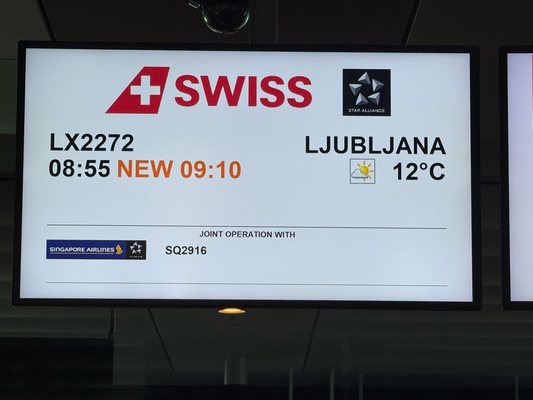 SWISS
STAR ALLIANCE
LX2272
LJUBLJANA
08:55 NEW 09:10
12°C
JOINT OPERATION WITH
SINGAPORE AIRLINES
SQ2916